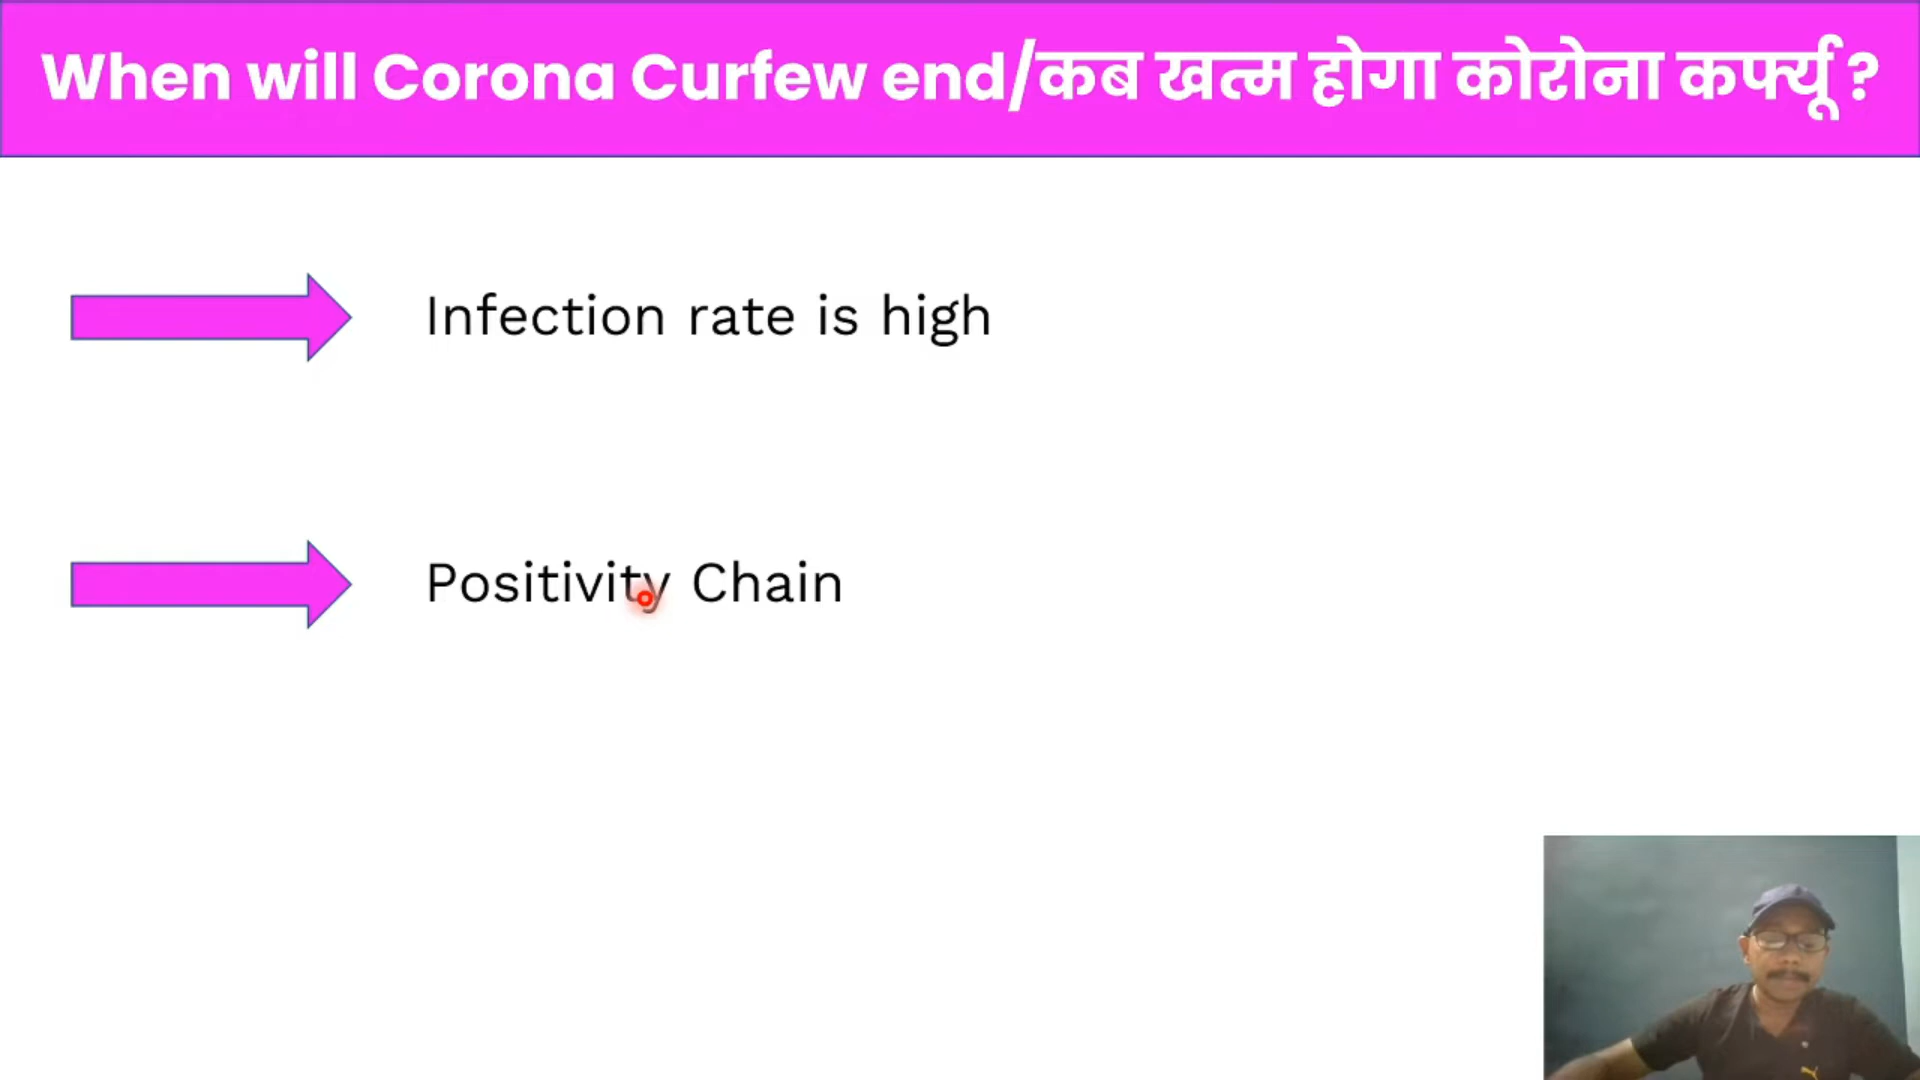 When will Corona Curfew end/कब खत्म होगा कोरोना कर्फ्यू ?
Infection rate is high
Positivity Chain